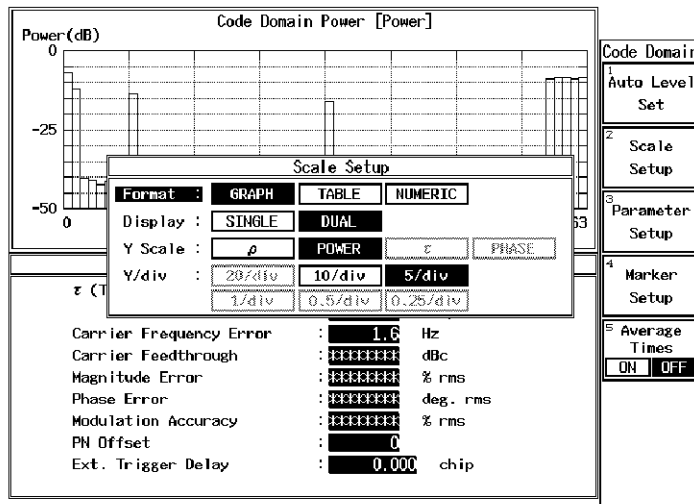 Code Domain Power [Power]
Power(dB)
0
-25
-50
0
63
Scale Setup
Format : GRAPH TABLE NUMERIC
Display : SINGLE DUAL
Y Scale : ρ POWER τ PHASE
Y/div : 20/div 10/div 5/div
1/div 0.5/div 0.25/div
τ (T
Carrier Frequency Error : 1.6 Hz
Carrier Feedthrough : ******** dBc
Magnitude Error : ******** % rms
Phase Error : ******** deg. rms
Modulation Accuracy : ******** % rms
PN Offset : 0
Ext. Trigger Delay : 0.000 chip
Code Domain
1
Auto Level
Set
2
Scale
Setup
3
Parameter
Setup
4
Marker
Setup
5 Average
Times
ON OFF